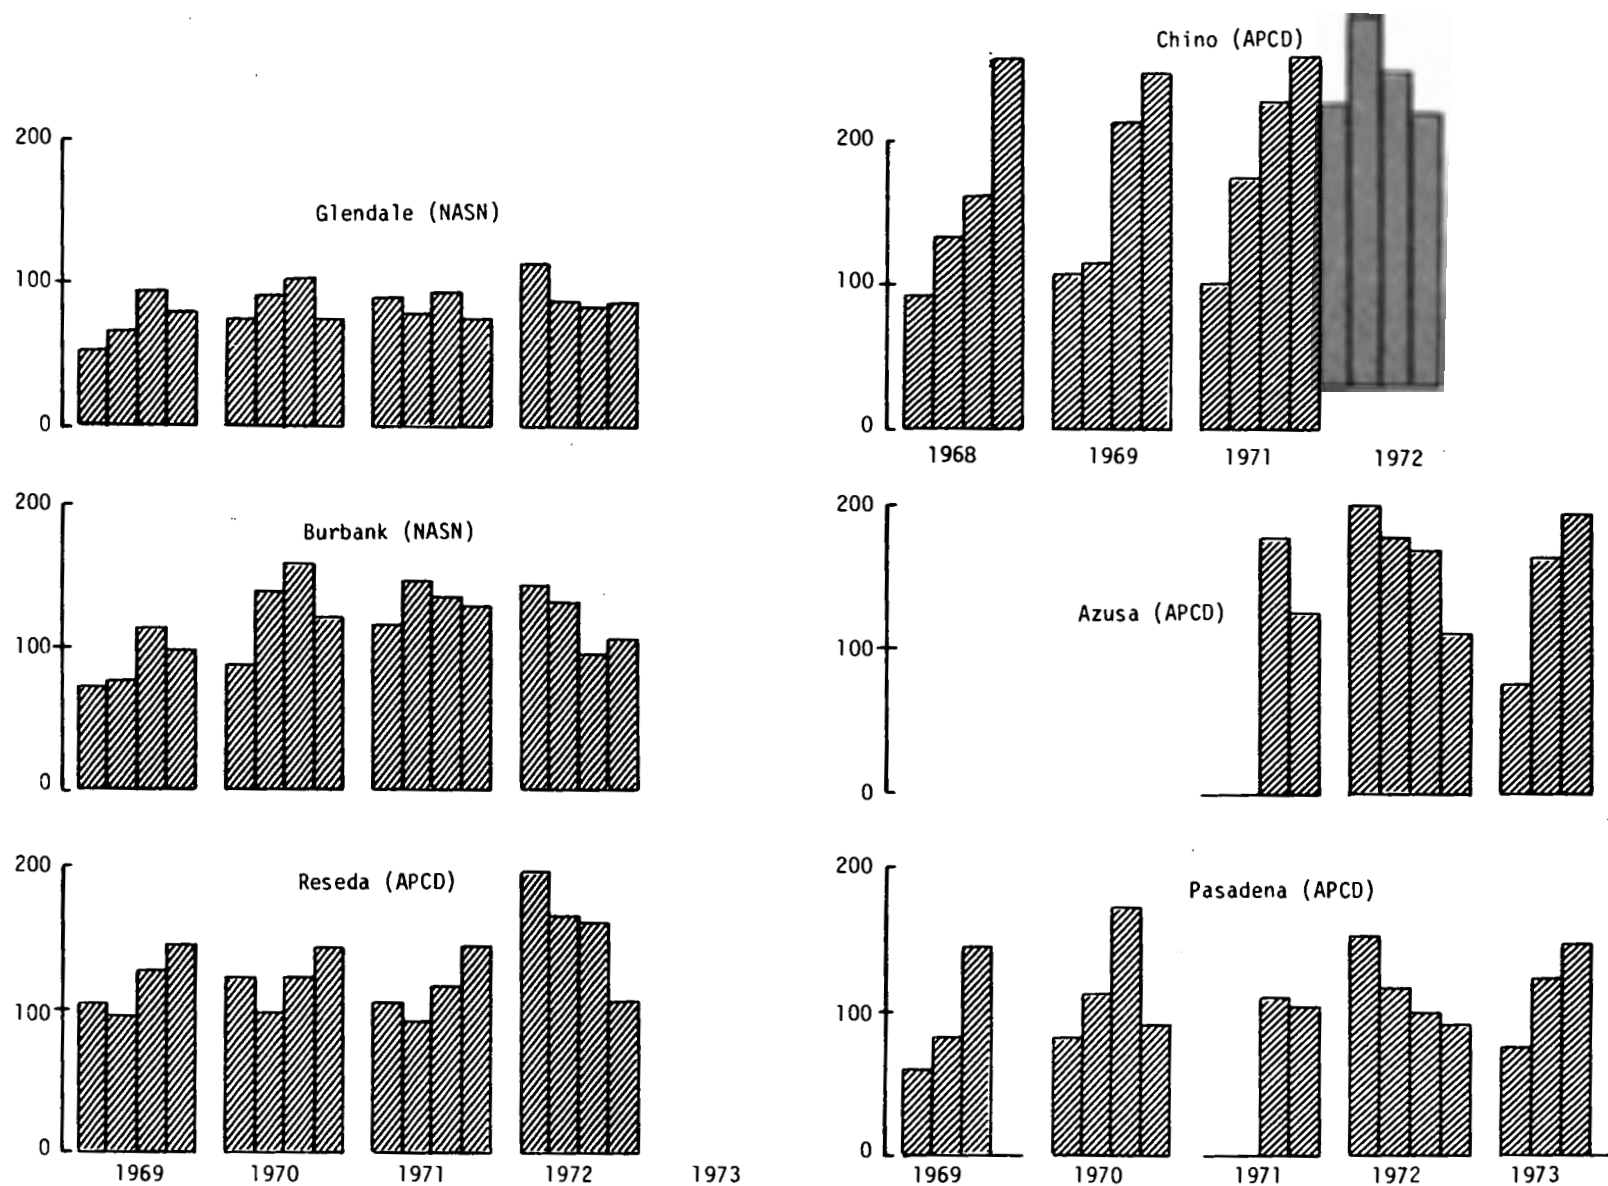 200
Glendale (NASN)
100
0
200
Burbank (NASN)
100
0
200
Reseda (APCD)
100
0
1969 1970 1971 1972 1973
Chino (APCD)
200
100
0
1968 1969 1971 1972
200
Azusa (APCD)
100
0
200
Pasadena (APCD)
100
0
1969 1970 1971 1972 1973